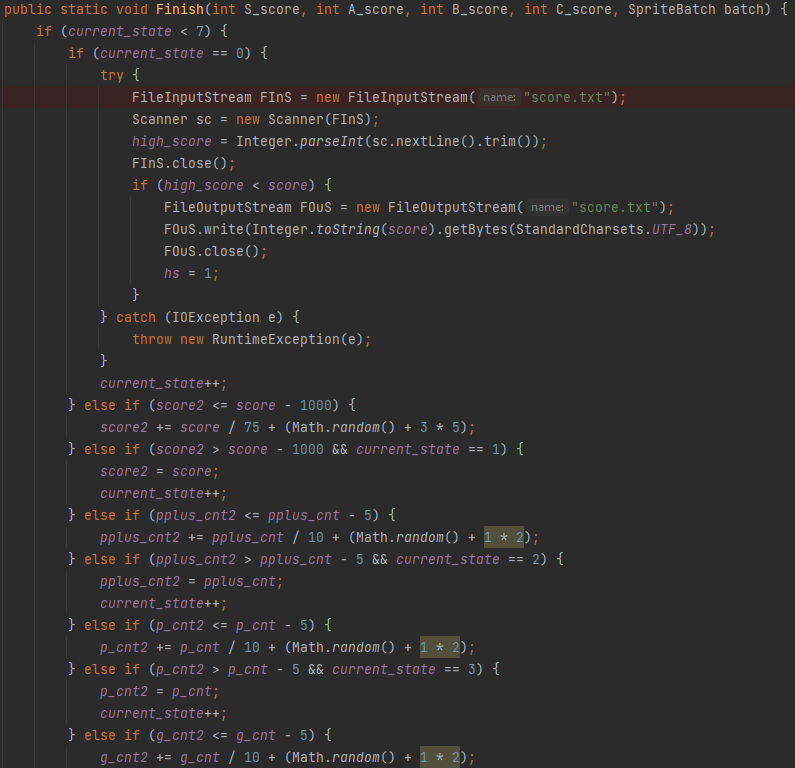 public static void Finish(int S_score, int A_score, int B_score, int C_score, SpriteBatch batch) {
    if (current_state < 7) {
        if (current_state == 0) {
            try {
                FileInputStream FInS = new FileInputStream( name: "score.txt");
                Scanner sc = new Scanner(FInS);
                high_score = Integer.parseInt(sc.nextLine().trim());
                FInS.close();
                if (high_score < score) {
                    FileOutputStream FOuS = new FileOutputStream( name: "score.txt");
                    FOuS.write(Integer.toString(score).getBytes(StandardCharsets.UTF_8));
                    FOuS.close();
                    hs = 1;
                }
            } catch (IOException e) {
                throw new RuntimeException(e);
            }
            current_state++;
        } else if (score2 <= score - 1000) {
            score2 += score / 75 + (Math.random() + 3 * 5);
        } else if (score2 > score - 1000 && current_state == 1) {
            score2 = score;
            current_state++;
        } else if (pplus_cnt2 <= pplus_cnt - 5) {
            pplus_cnt2 += pplus_cnt / 10 + (Math.random() + 1 * 2);
        } else if (pplus_cnt2 > pplus_cnt - 5 && current_state == 2) {
            pplus_cnt2 = pplus_cnt;
            current_state++;
        } else if (p_cnt2 <= p_cnt - 5) {
            p_cnt2 += p_cnt / 10 + (Math.random() + 1 * 2);
        } else if (p_cnt2 > p_cnt - 5 && current_state == 3) {
            p_cnt2 = p_cnt;
            current_state++;
        } else if (g_cnt2 <= g_cnt - 5) {
            g_cnt2 += g_cnt / 10 + (Math.random() + 1 * 2);